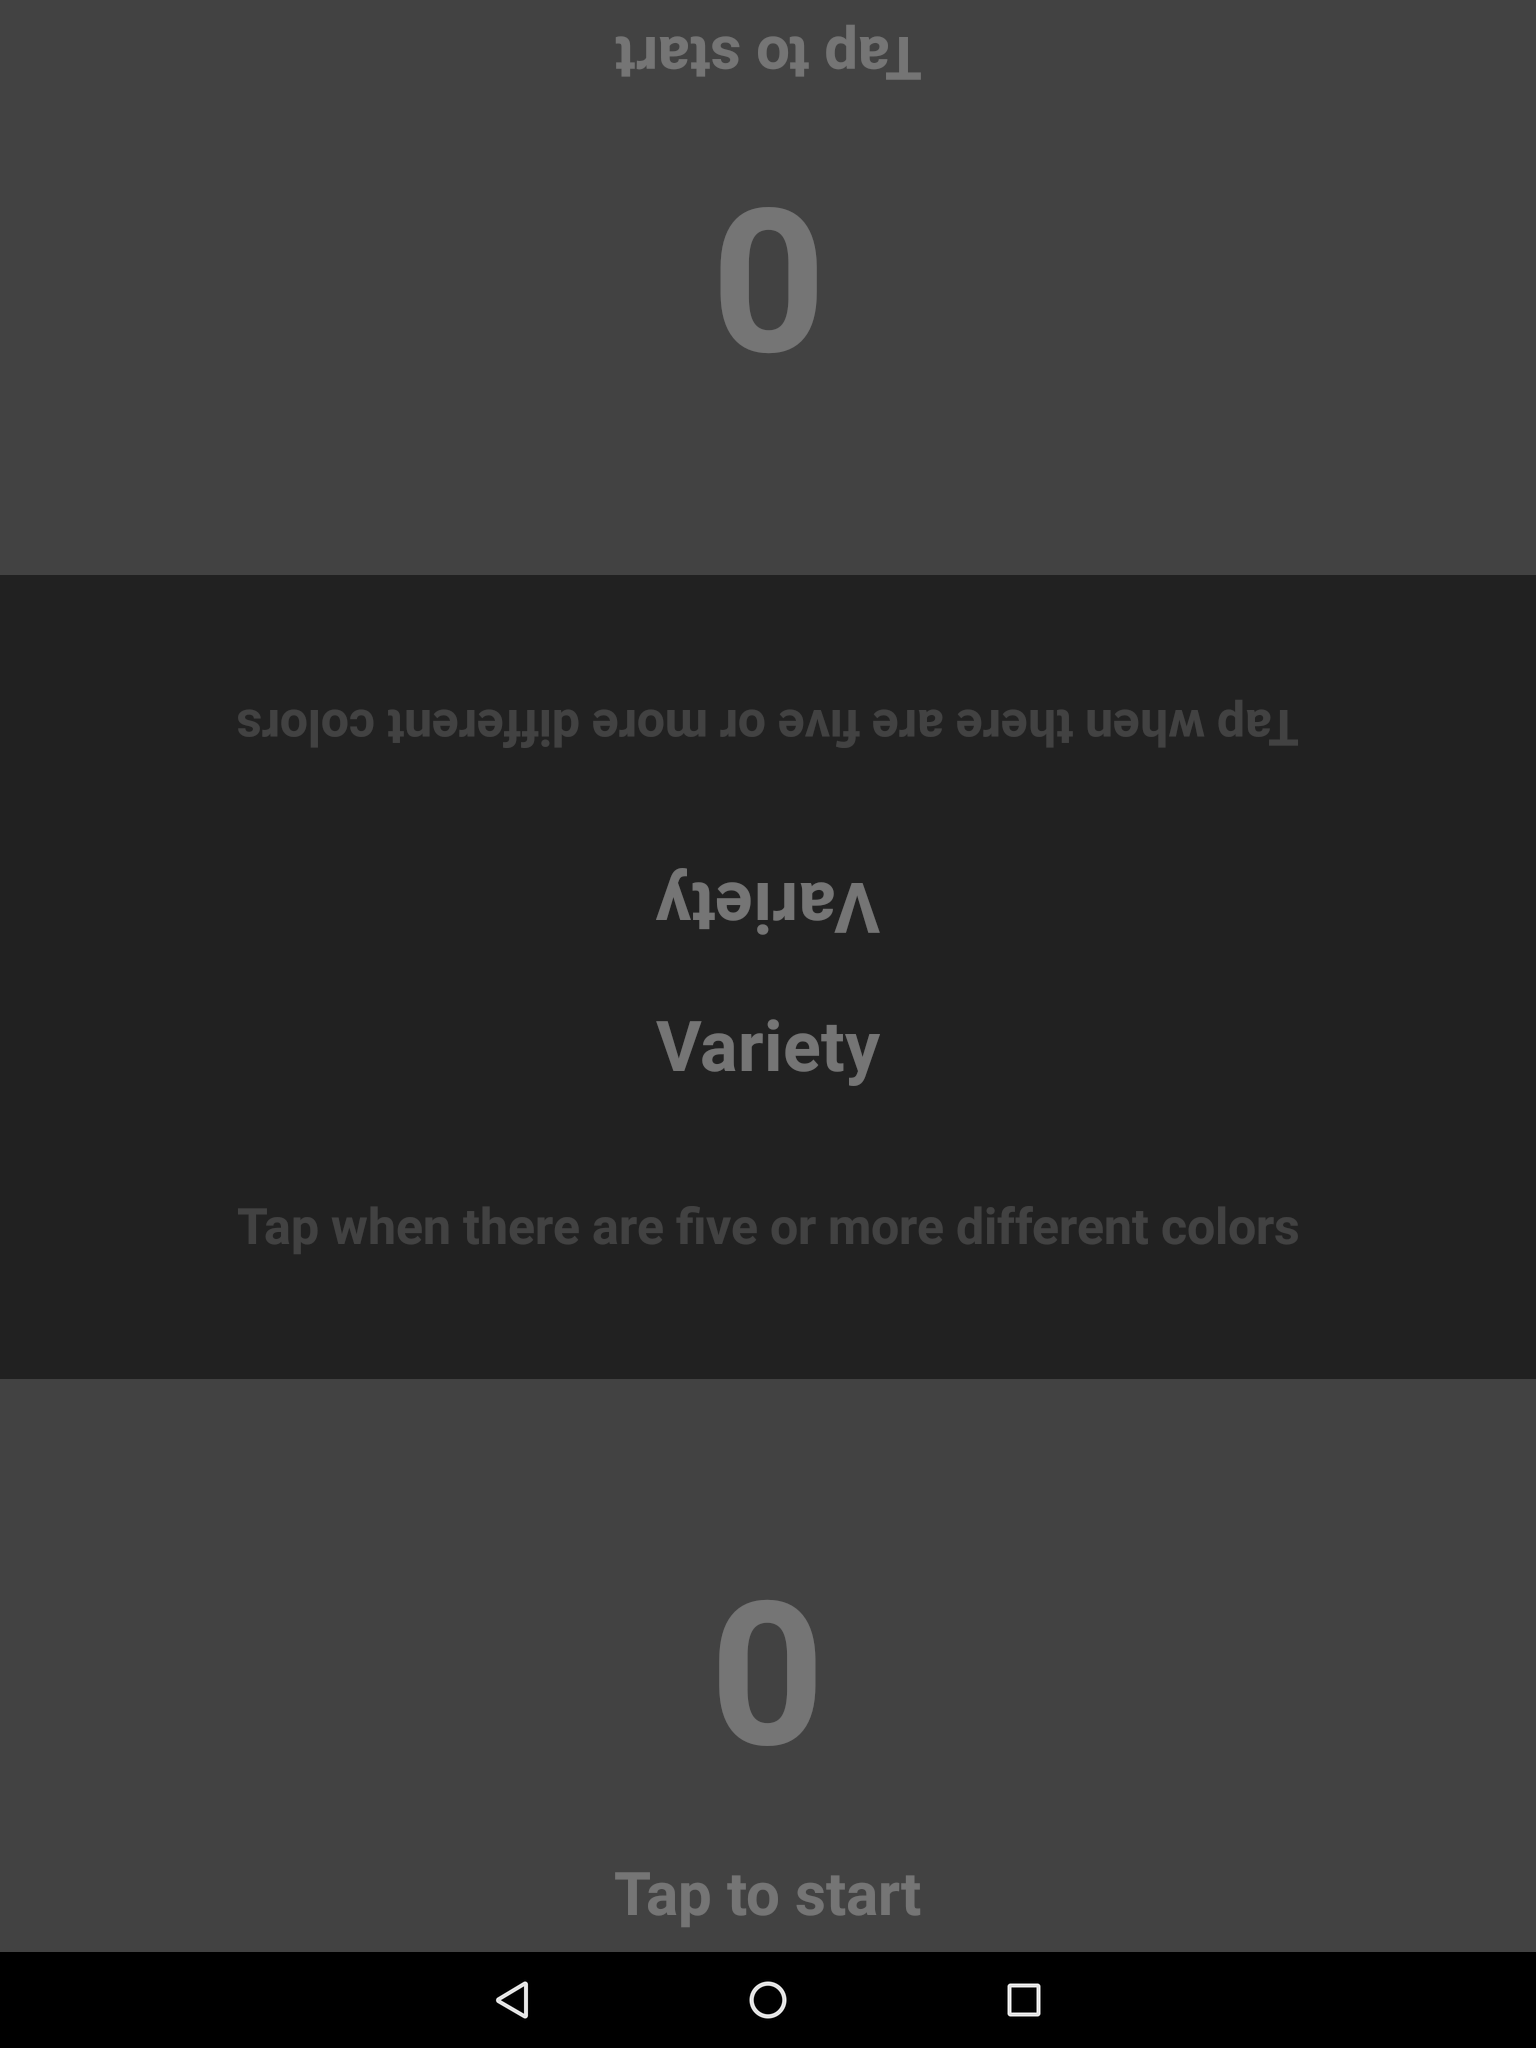 Tap to start
0
Tap when there are five or more different colors
Variety
Variety
Tap when there are five or more different colors
0
Tap to start